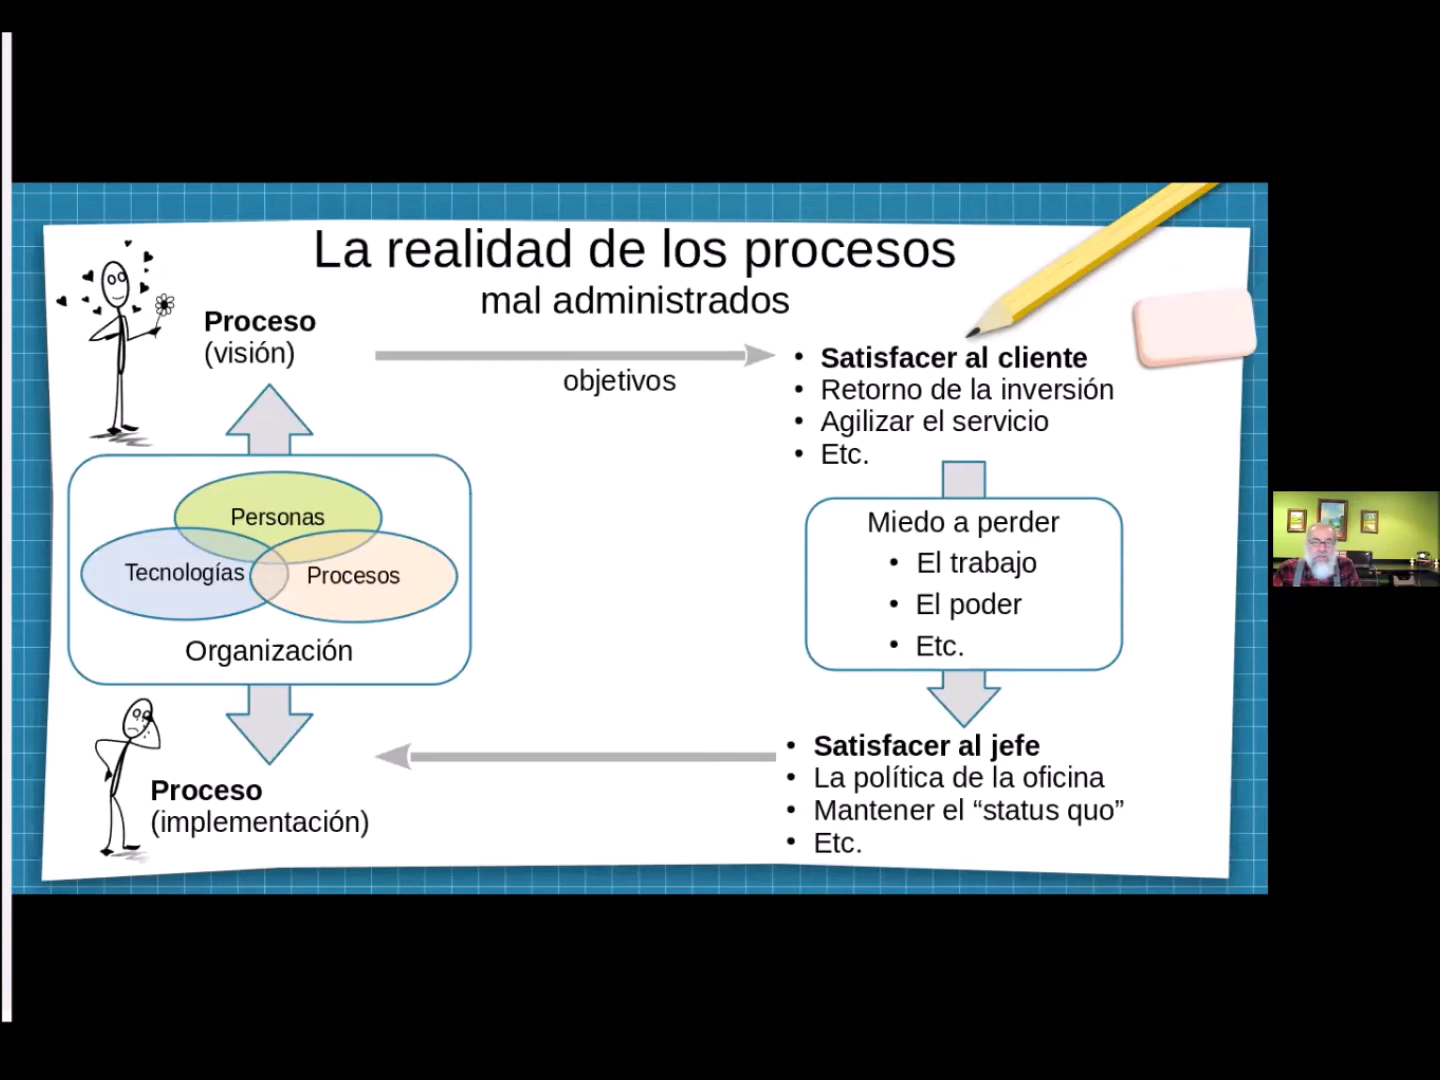 La realidad de los procesos
mal administrados
Proceso
(visión)
objetivos
• Satisfacer al cliente
• Retorno de la inversión
• Agilizar el servicio
• Etc.
Personas
Tecnologías
Procesos
Organización
Miedo a perder
• El trabajo
• El poder
• Etc.
Proceso
(implementación)
• Satisfacer al jefe
• La política de la oficina
• Mantener el “status quo”
• Etc.